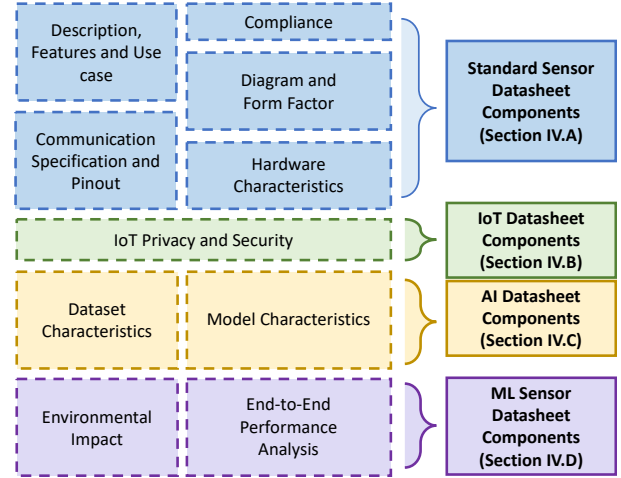 Description,
Features and Use
case
Compliance
Diagram and
Form Factor
Communication
Specification and
Pinout
Hardware
Characteristics
Standard Sensor
Datasheet
Components
(Section IV.A)
IoT Privacy and Security
IoT Datasheet
Components
(Section IV.B)
Dataset
Characteristics
Model Characteristics
AI Datasheet
Components
(Section IV.C)
Environmental
Impact
End-to-End
Performance
Analysis
ML Sensor
Datasheet
Components
(Section IV.D)